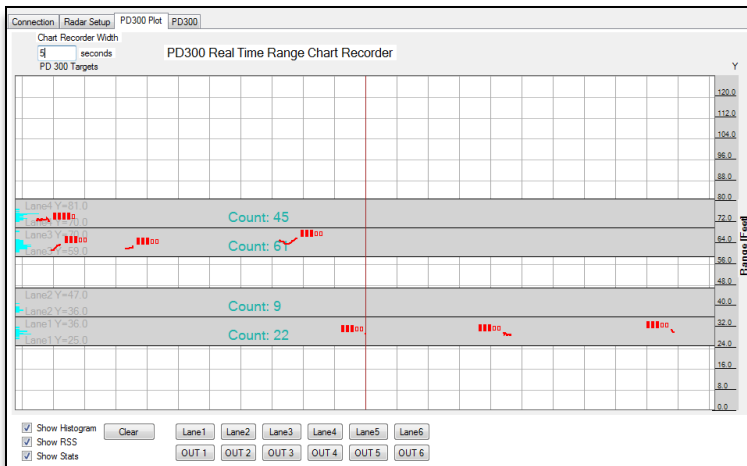 Connection Radar Setup PD300 Plot PD300
Chart Recorder Width
5 seconds
PD300 Real Time Range Chart Recorder
PD 300 Targets
Y
120.0
112.0
104.0
96.0
88.0
80.0
72.0
64.0
56.0
48.0
40.0
32.0
24.0
16.0
8.0
0.0
Range [Feet]
Lane4 Y=81.0
Lane4 Y=70.0
Count: 45
Lane3 Y=70.0
Lane3 Y=59.0
Count: 61
Lane2 Y=47.0
Lane2 Y=36.0
Count: 9
Lane1 Y=36.0
Lane1 Y=25.0
Count: 22
Show Histogram
Show RSS
Show Stats
Clear
Lane1 Lane2 Lane3 Lane4 Lane5 Lane6
OUT 1 OUT 2 OUT 3 OUT 4 OUT 5 OUT 6